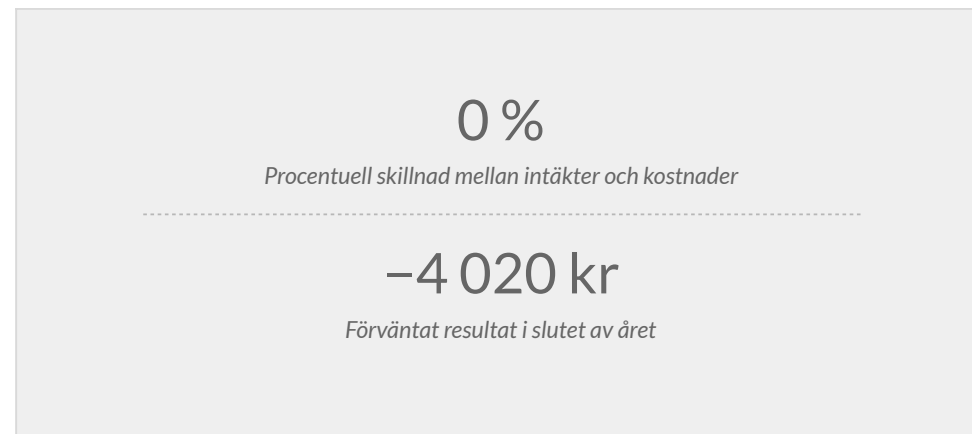 0 %
Procentuell skillnad mellan intäkter och kostnader
−4 020 kr
Förväntat resultat i slutet av året